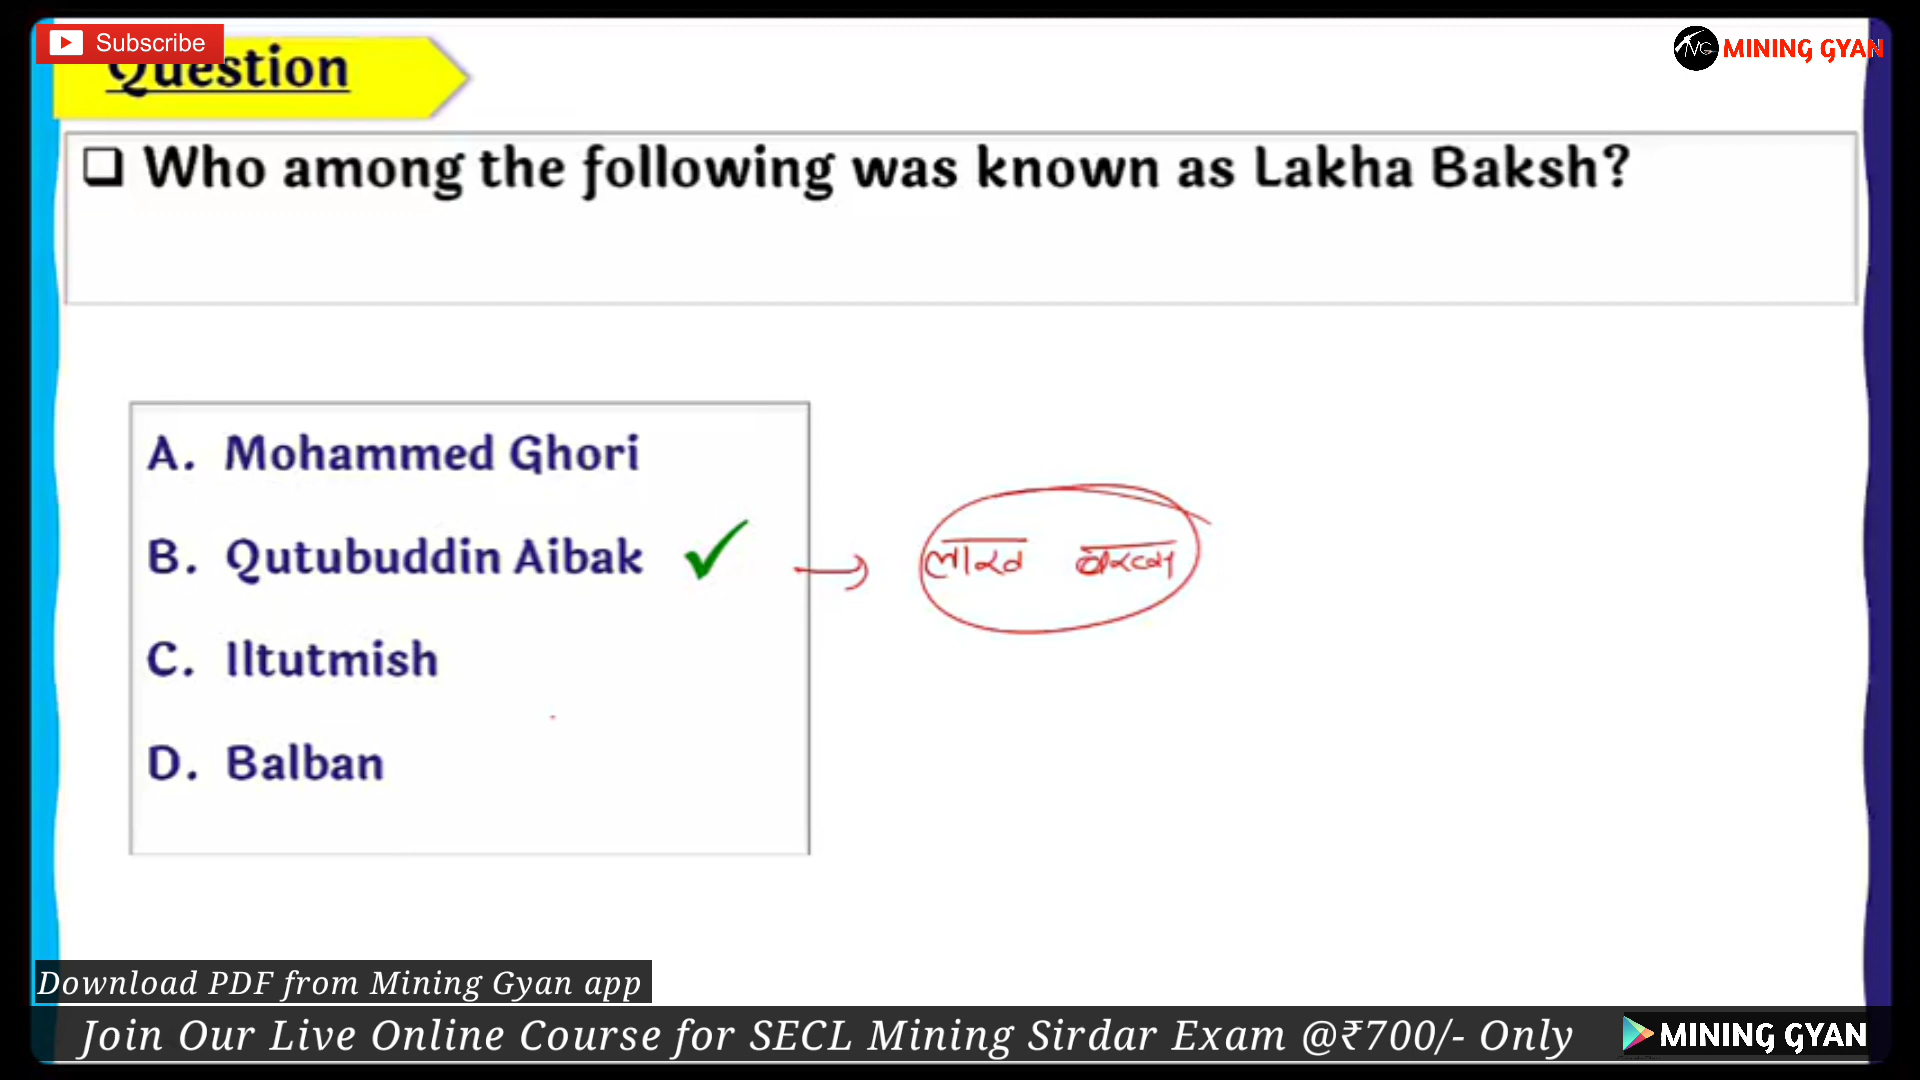 Subscribe
MINING GYAN
Question
Who among the following was known as Lakha Baksh?
A. Mohammed Ghori
B. Qutubuddin Aibak
लाख बख्स
C. Iltutmish
D. Balban
Download PDF from Mining Gyan app
Join Our Live Online Course for SECL Mining Sirdar Exam @₹700/- Only
MINING GYAN